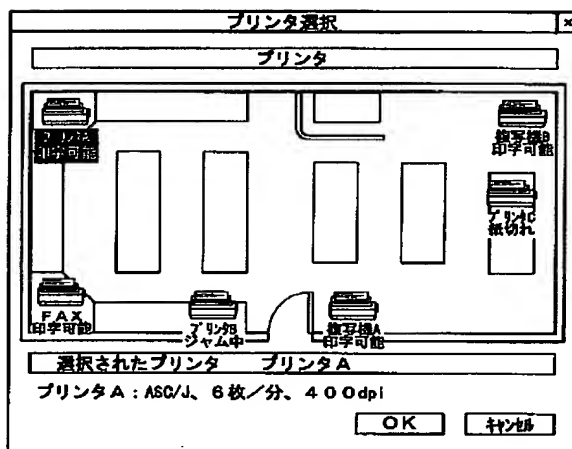 プリンタ選択
×
プリンタ
プリンタA
印字可能
複写機B
印字可能
プリンタC
紙切れ
FAX
印字可能
プリンタB
ジャム中
複写機A
印字可能
選択されたプリンタ プリンタA
プリンタA：ASC/J、6枚／分、400dpi
OK
キャンセル